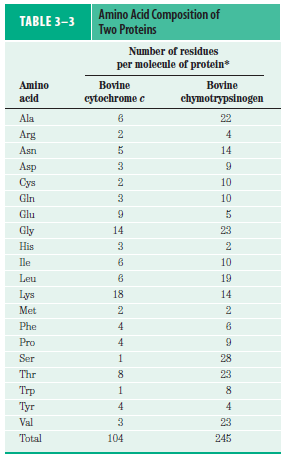 TABLE 3–3
Amino Acid Composition of
Two Proteins
Number of residues
per molecule of protein*
Amino acid
Bovine cytochrome c
Bovine chymotrypsinogen
Ala 6 22
Arg 2 4
Asn 5 14
Asp 3 9
Cys 2 10
Gln 3 10
Glu 9 5
Gly 14 23
His 3 2
Ile 6 10
Leu 6 19
Lys 18 14
Met 2 2
Phe 4 6
Pro 4 9
Ser 1 28
Thr 8 23
Trp 1 8
Tyr 4 4
Val 3 23
Total 104 245